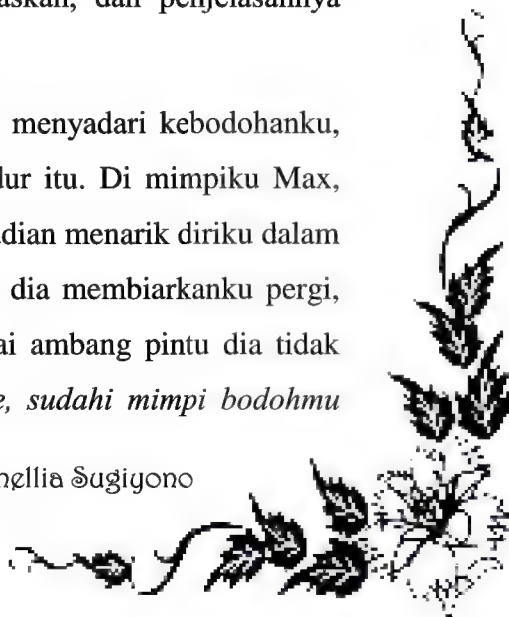 askan, dan penjelasannya
menyadari kebodohanku,
dur itu. Di mimpiku Max,
dian menarik diriku dalam
dia membiarkanku pergi,
ai ambang pintu dia tidak
e, sudahi mimpi bodohmu
nellia Sugiyono